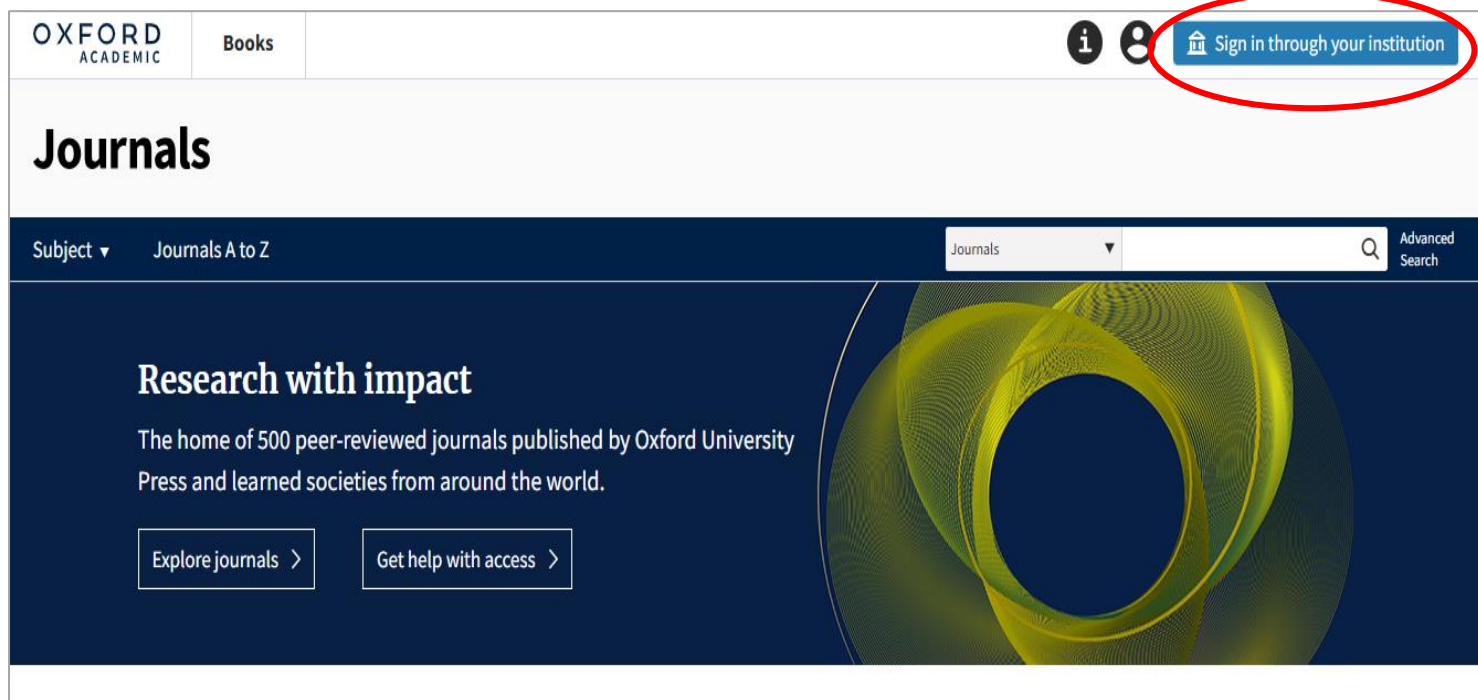 OXFORD
ACADEMIC
Books
i
Sign in through your institution
Journals
Subject ▾
Journals A to Z
Journals ▼
Advanced
Search
Research with impact
The home of 500 peer-reviewed journals published by Oxford University
Press and learned societies from around the world.
Explore journals >
Get help with access >